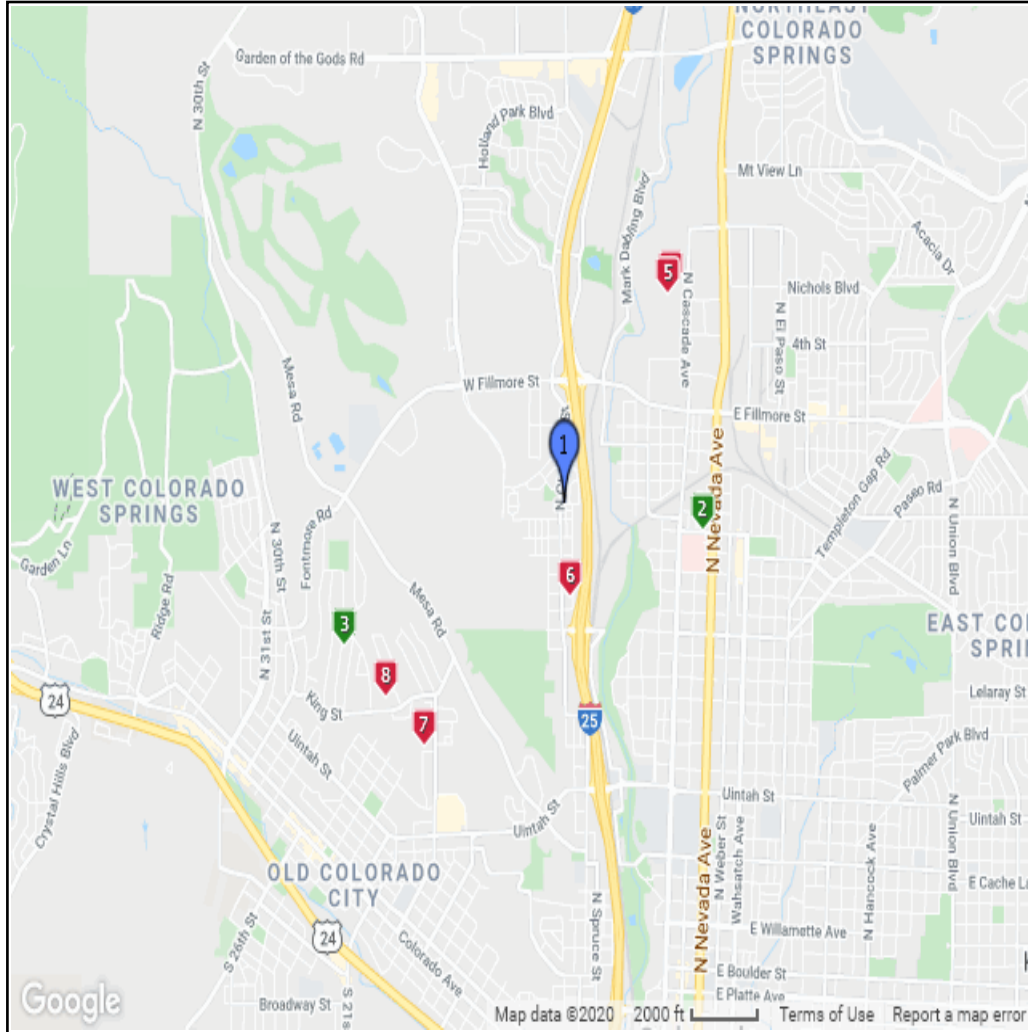 NORTHEAST
COLORADO
SPRINGS
Garden of the Gods Rd
N 30th St
Holland Park Blvd
Mt View Ln
Mark Dabling Blvd
Acacia Dr
5
N Cascade Ave
Nichols Blvd
N El Paso St
4th St
Mesa Rd
W Fillmore St
E Fillmore St
1
N Nevada Ave
Templeton Gap Rd
Paseo Rd
WEST COLORADO
SPRINGS
N Union Blvd
2
Fontmore Rd
N 30th St
Garden Ln
Ridge Rd
6
Mesa Rd
N 31st St
3
EAST COL
SPRIN
8
24
King St
7
25
Lelaray St
Uintah St
Palmer Park Blvd
Crystal Hills Blvd
Uintah St
Uintah St
Uintah St
N Union Blvd
N Weber St
Wahsatch Ave
N Hancock Ave
OLD COLORADO
CITY
E Cache La
N Nevada Ave
N Spruce St
E Willamette Ave
S 26th St
24
Colorado Ave
E Boulder St
E Platte Ave
Broadway St
S 21s
Google
Map data ©2020
2000 ft
Terms of Use
Report a map error